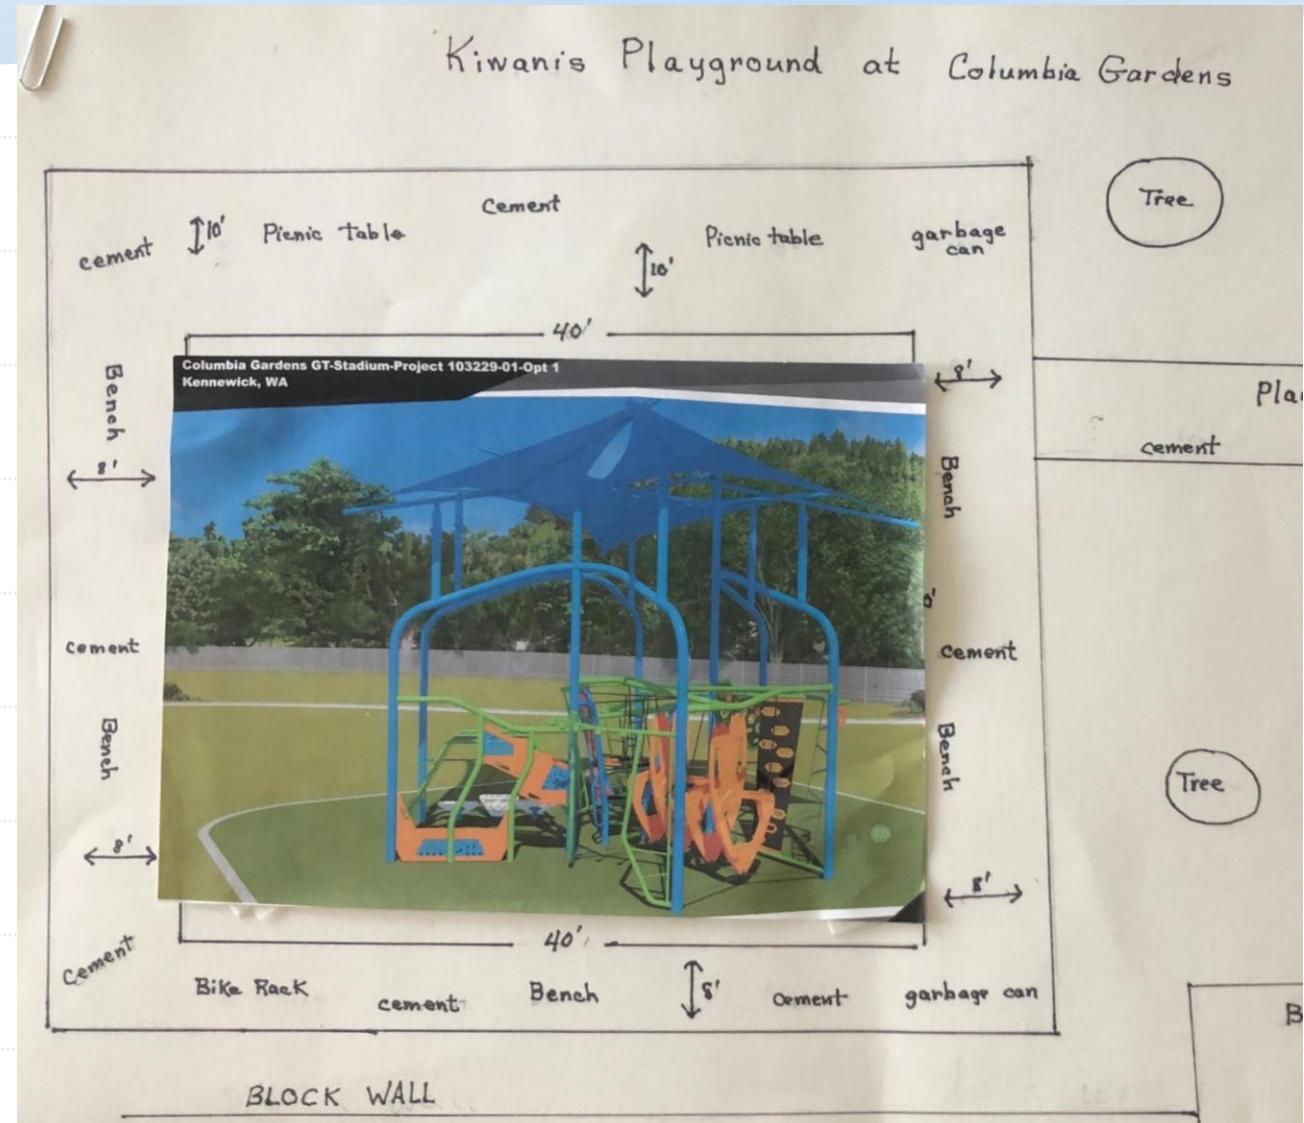 Kiwanis Playground at Columbia Gardens
Tree
cement
cement
10'
Picnic table
10'
Picnic table
garbage can
40'
Columbia Gardens GT-Stadium-Project 103229-01-Opt 1
Kennewick, WA
Bench
8'
8'
Bench
cement
cement
cement
Bench
Bench
Tree
8'
8'
40'
cement
Bike Rack
cement
Bench
8'
cement
garbage can
BLOCK WALL